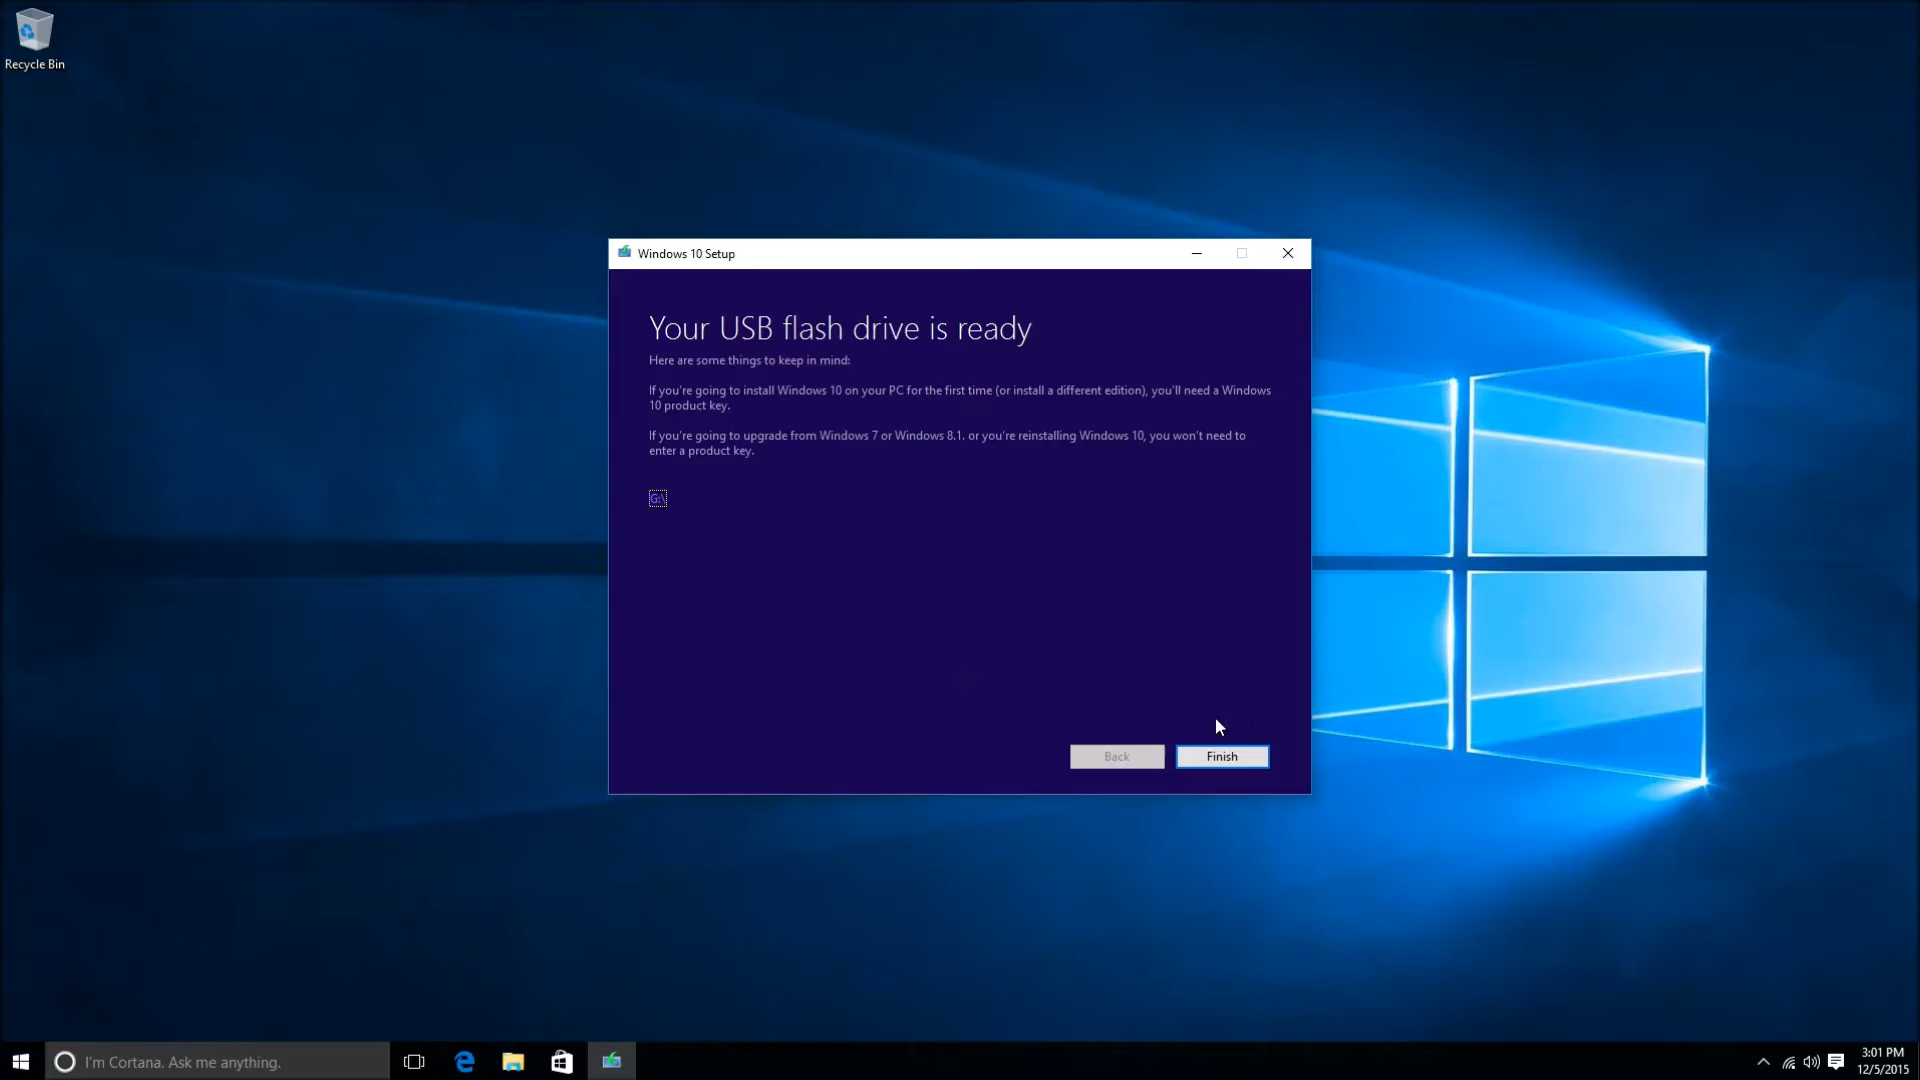 Recycle Bin
Windows 10 Setup
Your USB flash drive is ready
Here are some things to keep in mind:
If you're going to install Windows 10 on your PC for the first time (or install a different edition), you'll need a Windows
10 product key.
If you're going to upgrade from Windows 7 or Windows 8.1. or you're reinstalling Windows 10, you won't need to
enter a product key.
G:\
Back
Finish
I'm Cortana. Ask me anything.
3:01 PM
12/5/2015